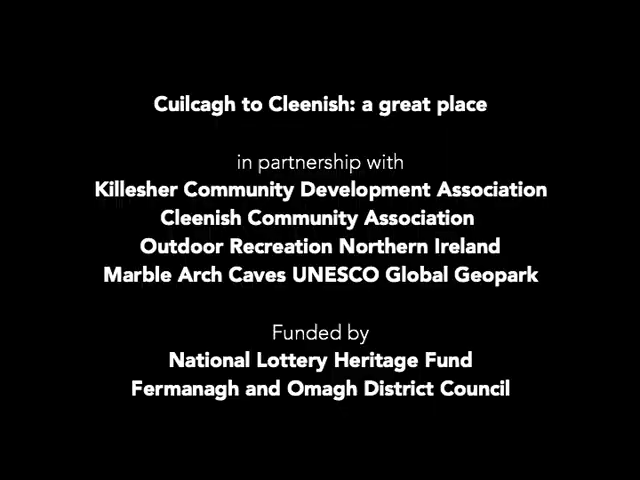 Cuilcagh to Cleenish: a great place
in partnership with
Killesher Community Development Association
Cleenish Community Association
Outdoor Recreation Northern Ireland
Marble Arch Caves UNESCO Global Geopark
Funded by
National Lottery Heritage Fund
Fermanagh and Omagh District Council